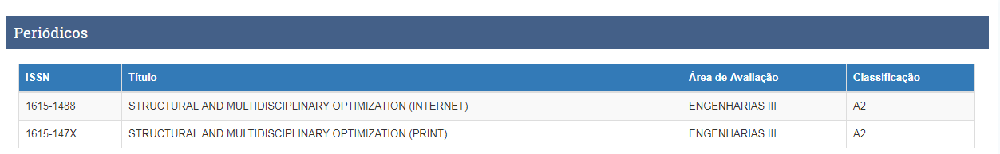 Periódicos
ISSN Título Área de Avaliação Classificação
1615-1488 STRUCTURAL AND MULTIDISCIPLINARY OPTIMIZATION (INTERNET) ENGENHARIAS III A2
1615-147X STRUCTURAL AND MULTIDISCIPLINARY OPTIMIZATION (PRINT) ENGENHARIAS III A2